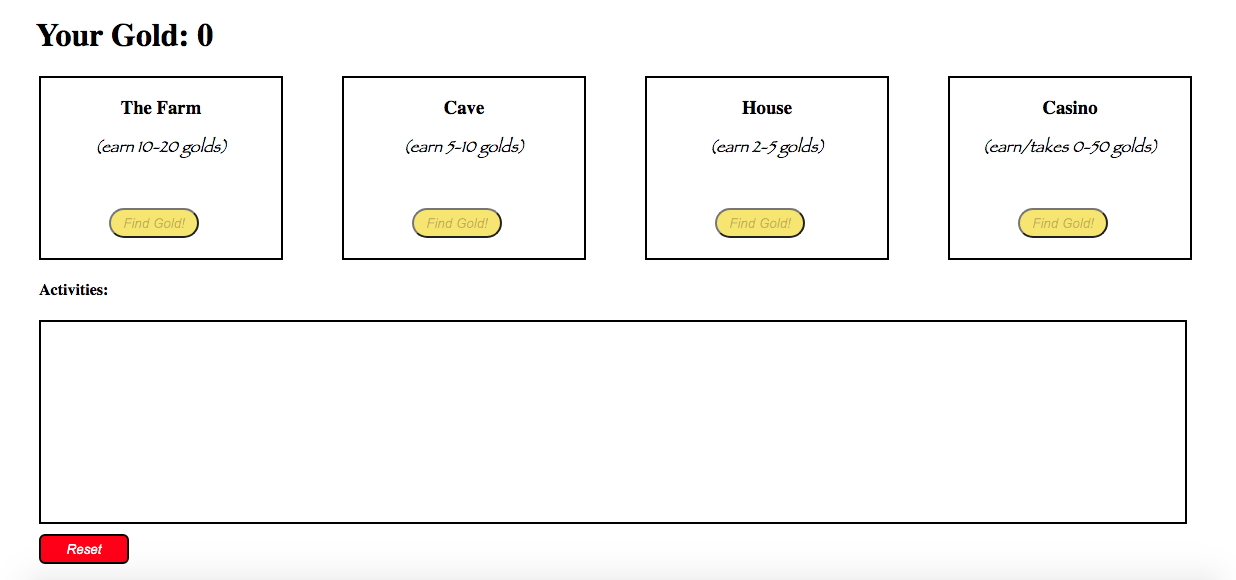 Your Gold: 0
The Farm
(earn 10-20 golds)
Find Gold!
Cave
(earn 5-10 golds)
Find Gold!
House
(earn 2-5 golds)
Find Gold!
Casino
(earn/takes 0-50 golds)
Find Gold!
Activities:
Reset